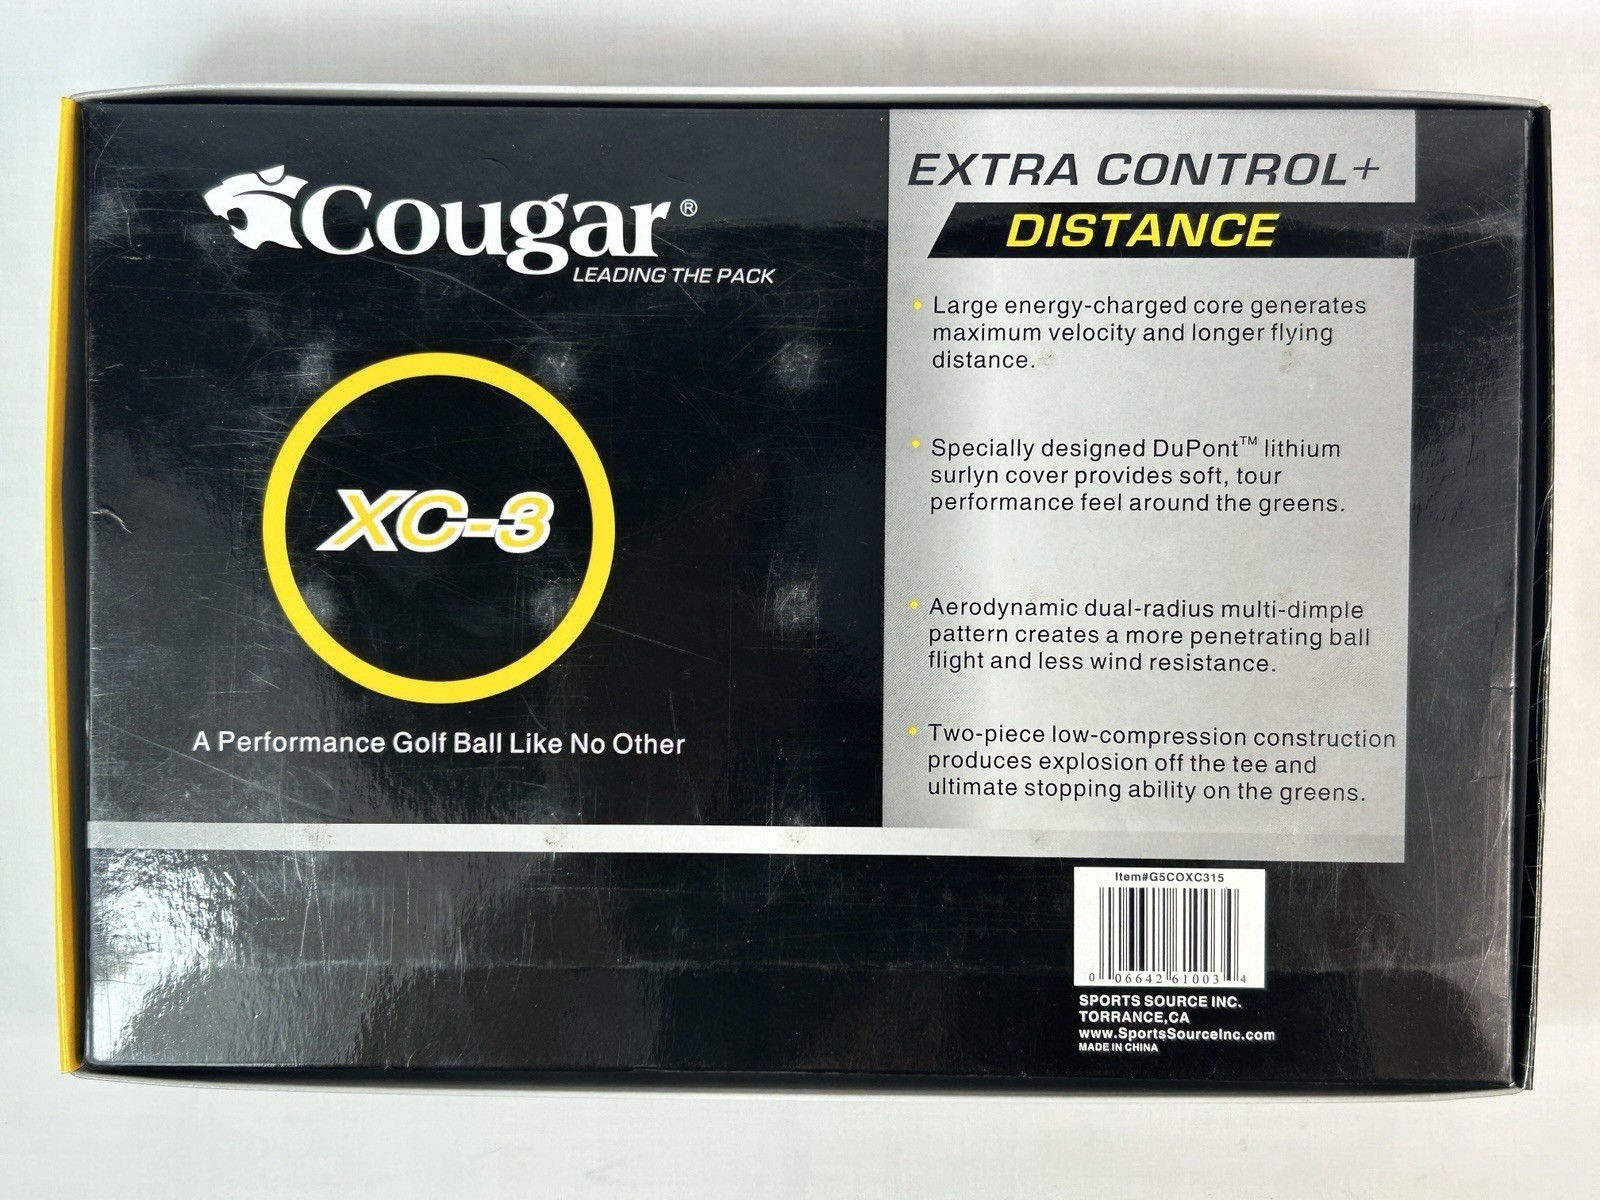 Cougar®
LEADING THE PACK
XC-3
A Performance Golf Ball Like No Other
EXTRA CONTROL+
DISTANCE
• Large energy-charged core generates
maximum velocity and longer flying
distance.
• Specially designed DuPont™ lithium
surlyn cover provides soft, tour
performance feel around the greens.
• Aerodynamic dual-radius multi-dimple
pattern creates a more penetrating ball
flight and less wind resistance.
• Two-piece low-compression construction
produces explosion off the tee and
ultimate stopping ability on the greens.
Item#G5COXC315
0 06642 61003 4
SPORTS SOURCE INC.
TORRANCE,CA
www.SportsSourceInc.com
MADE IN CHINA